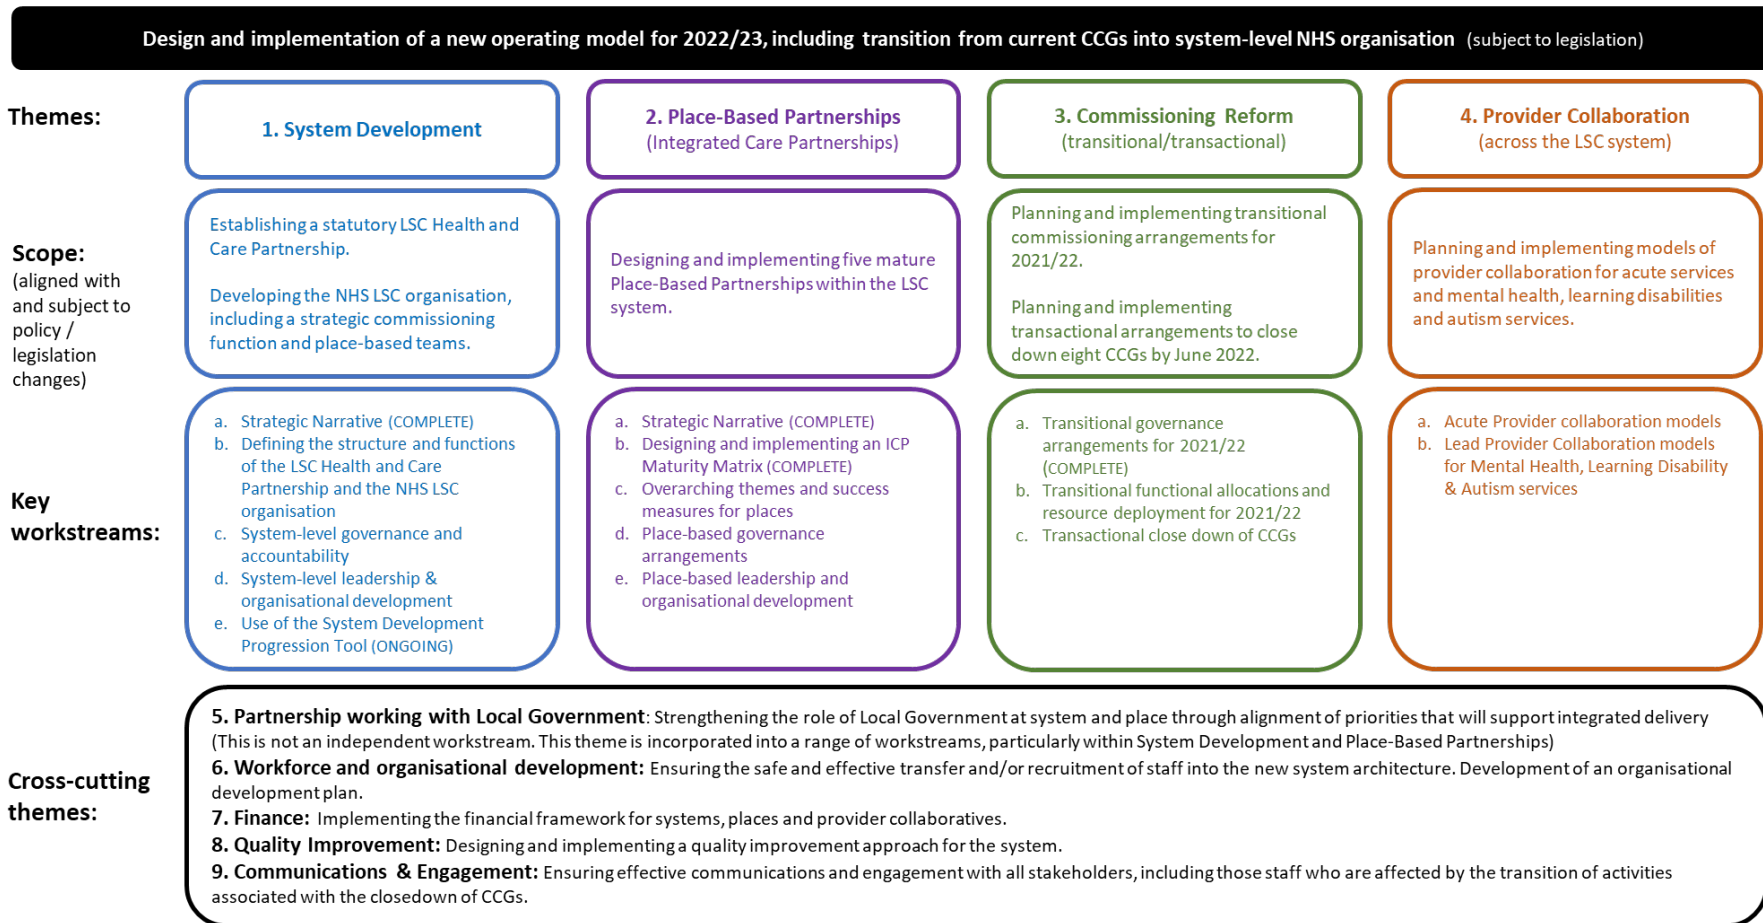 Design and implementation of a new operating model for 2022/23, including transition from current CCGs into system-level NHS organisation (subject to legislation)
Themes:
1. System Development
2. Place-Based Partnerships
(Integrated Care Partnerships)
3. Commissioning Reform
(transitional/transactional)
4. Provider Collaboration
(across the LSC system)
Scope:
(aligned with
and subject to
policy /
legislation
changes)
Establishing a statutory LSC Health and
Care Partnership.
Developing the NHS LSC organisation,
including a strategic commissioning
function and place-based teams.
Designing and implementing five mature
Place-Based Partnerships within the LSC
system.
Planning and implementing transitional
commissioning arrangements for
2021/22.
Planning and implementing
transactional arrangements to close
down eight CCGs by June 2022.
Planning and implementing models of
provider collaboration for acute services
and mental health, learning disabilities
and autism services.
Key
workstreams:
a. Strategic Narrative (COMPLETE)
b. Defining the structure and functions
of the LSC Health and Care
Partnership and the NHS LSC
organisation
c. System-level governance and
accountability
d. System-level leadership &
organisational development
e. Use of the System Development
Progression Tool (ONGOING)
a. Strategic Narrative (COMPLETE)
b. Designing and implementing an ICP
Maturity Matrix (COMPLETE)
c. Overarching themes and success
measures for places
d. Place-based governance
arrangements
e. Place-based leadership and
organisational development
a. Transitional governance
arrangements for 2021/22
(COMPLETE)
b. Transitional functional allocations and
resource deployment for 2021/22
c. Transactional close down of CCGs
a. Acute Provider collaboration models
b. Lead Provider Collaboration models
for Mental Health, Learning Disability
& Autism services
Cross-cutting
themes:
5. Partnership working with Local Government: Strengthening the role of Local Government at system and place through alignment of priorities that will support integrated delivery
(This is not an independent workstream. This theme is incorporated into a range of workstreams, particularly within System Development and Place-Based Partnerships)
6. Workforce and organisational development: Ensuring the safe and effective transfer and/or recruitment of staff into the new system architecture. Development of an organisational
development plan.
7. Finance: Implementing the financial framework for systems, places and provider collaboratives.
8. Quality Improvement: Designing and implementing a quality improvement approach for the system.
9. Communications & Engagement: Ensuring effective communications and engagement with all stakeholders, including those staff who are affected by the transition of activities
associated with the closedown of CCGs.